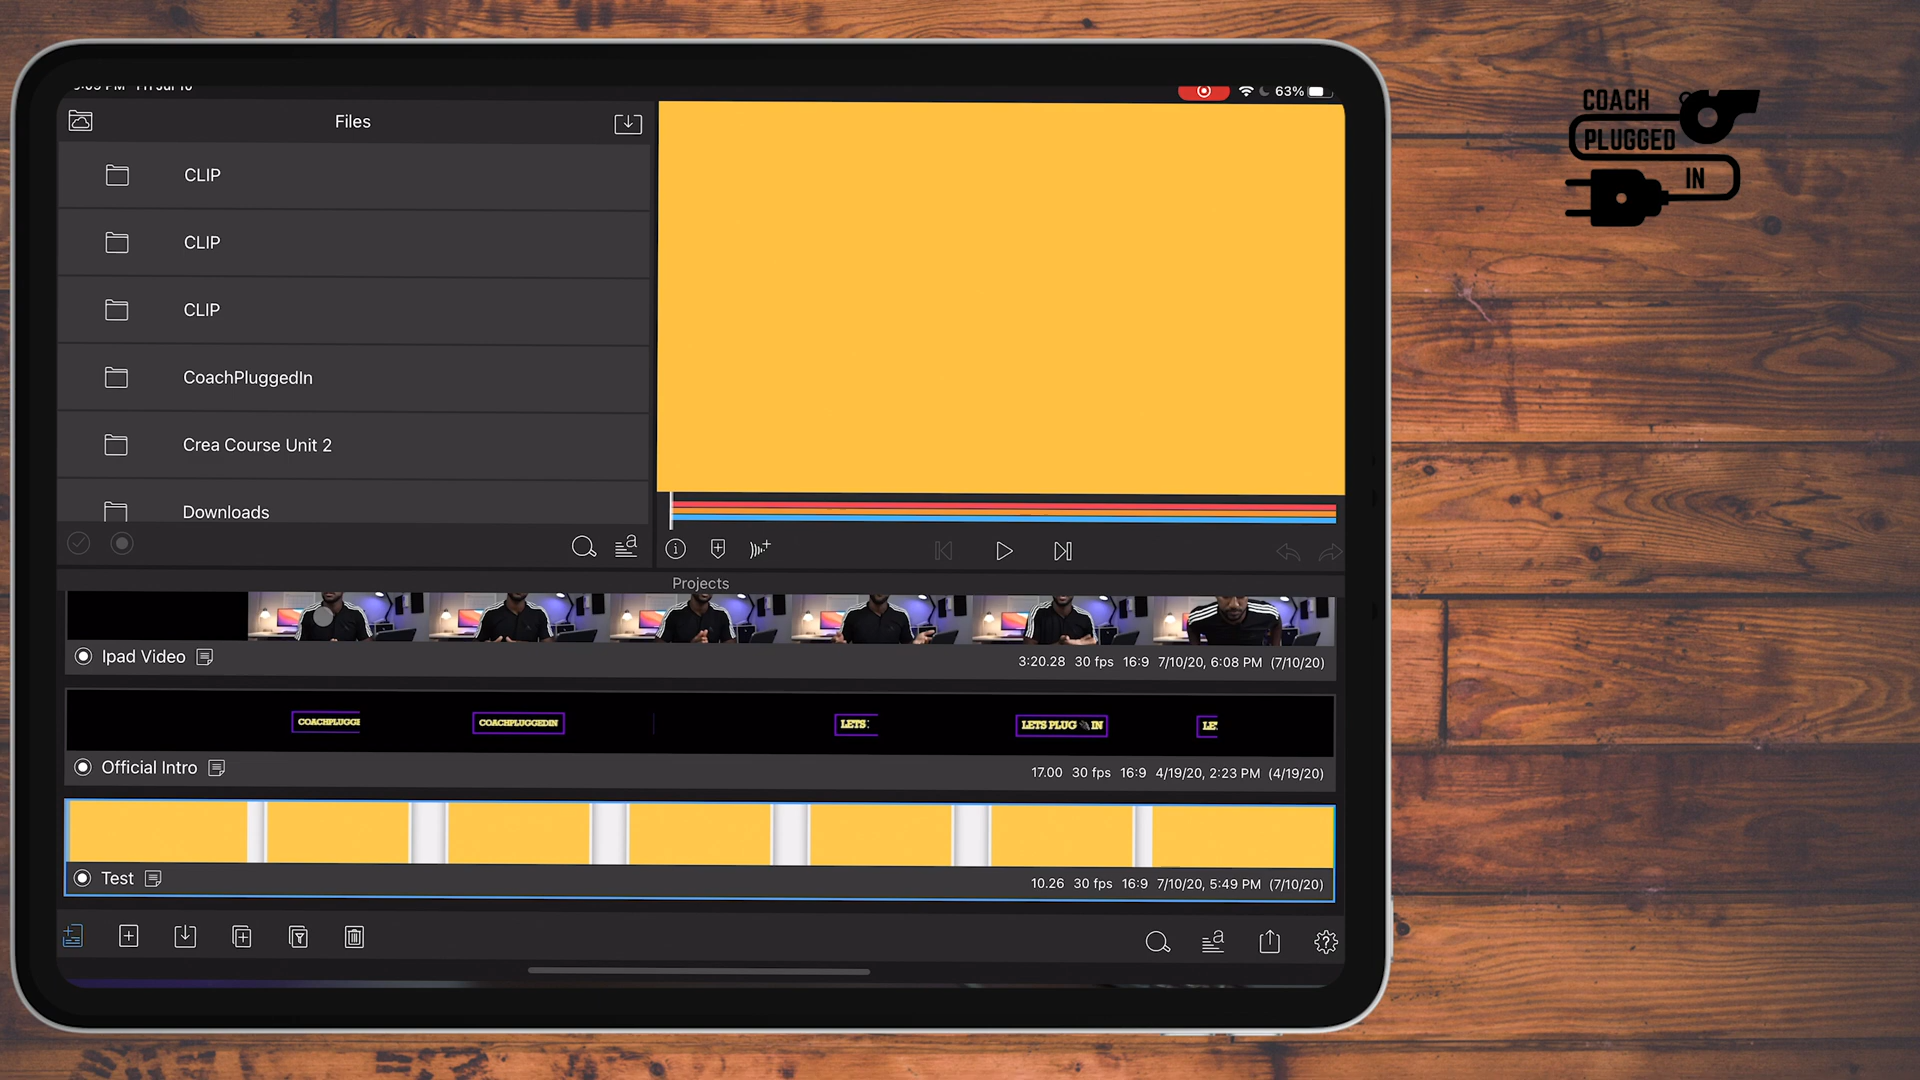 63%
Files
CLIP
CLIP
CLIP
CoachPluggedIn
Crea Course Unit 2
Downloads
Projects
Ipad Video
3:20.28 30 fps 16:9 7/10/20, 6:08 PM (7/10/20)
COACHPLUGGE
COACHPLUGGEDIN
LETS
LETS PLUG IN
LE
Official Intro
17.00 30 fps 16:9 4/19/20, 2:23 PM (4/19/20)
Test
10.26 30 fps 16:9 7/10/20, 5:49 PM (7/10/20)
COACH
PLUGGED
IN